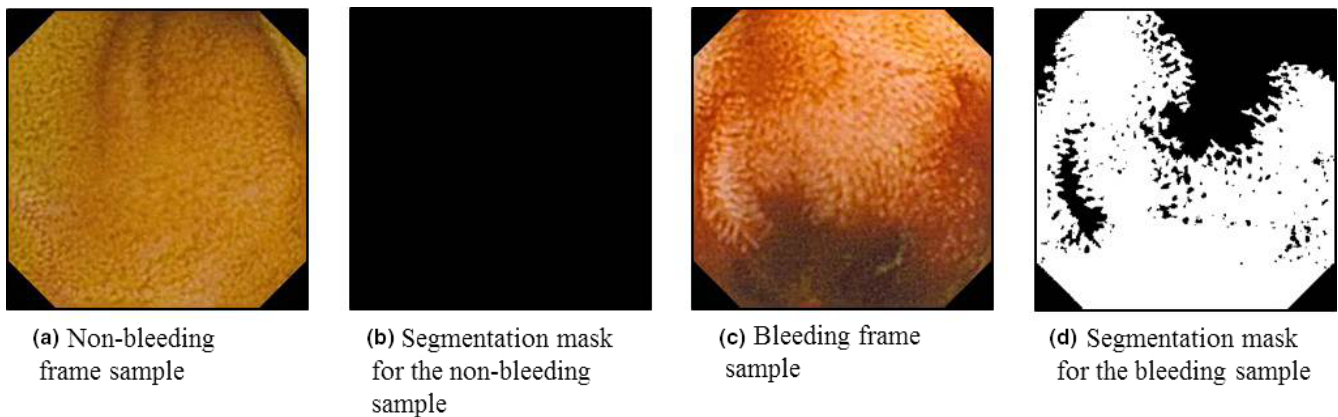 (a) Non-bleeding
frame sample
(b) Segmentation mask
for the non-bleeding
sample
(c) Bleeding frame
sample
(d) Segmentation mask
for the bleeding sample